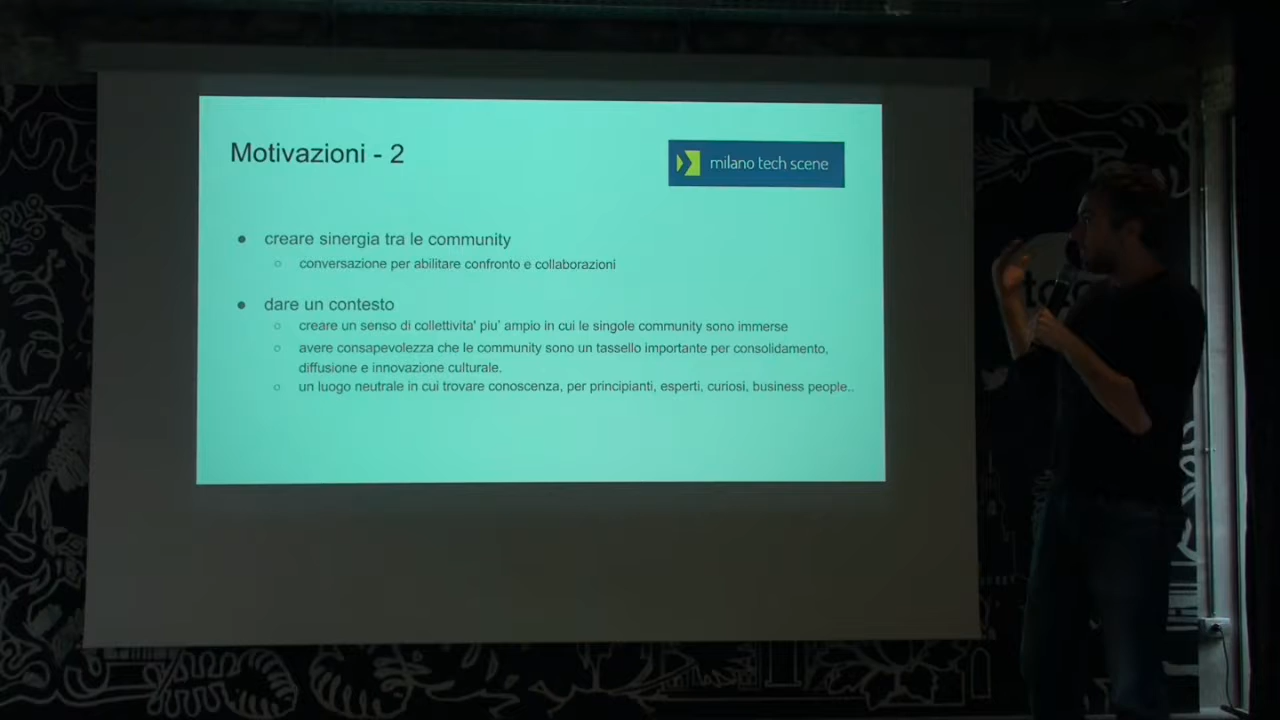 Motivazioni - 2
milano tech scene
● creare sinergia tra le community
○ conversazione per abilitare confronto e collaborazioni
● dare un contesto
○ creare un senso di collettivita' piu' ampio in cui le singole community sono immerse
○ avere consapevolezza che le community sono un tassello importante per consolidamento,
diffusione e innovazione culturale.
○ un luogo neutrale in cui trovare conoscenza, per principianti, esperti, curiosi, business people..